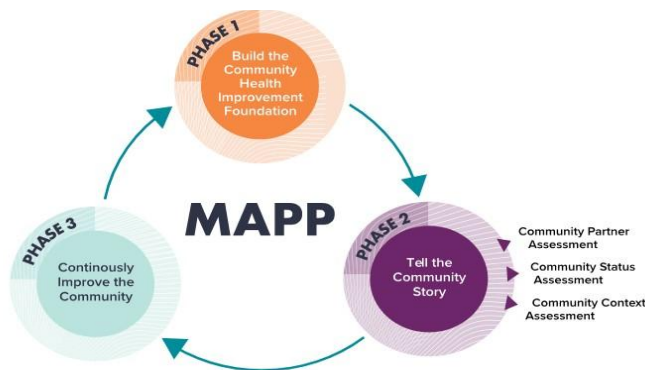 PHASE 1
Build the
Community
Health
Improvement
Foundation
MAPP
PHASE 2
Tell the
Community
Story
Community Partner
Assessment
Community Status
Assessment
Community Context
Assessment
PHASE 3
Continously
Improve the
Community